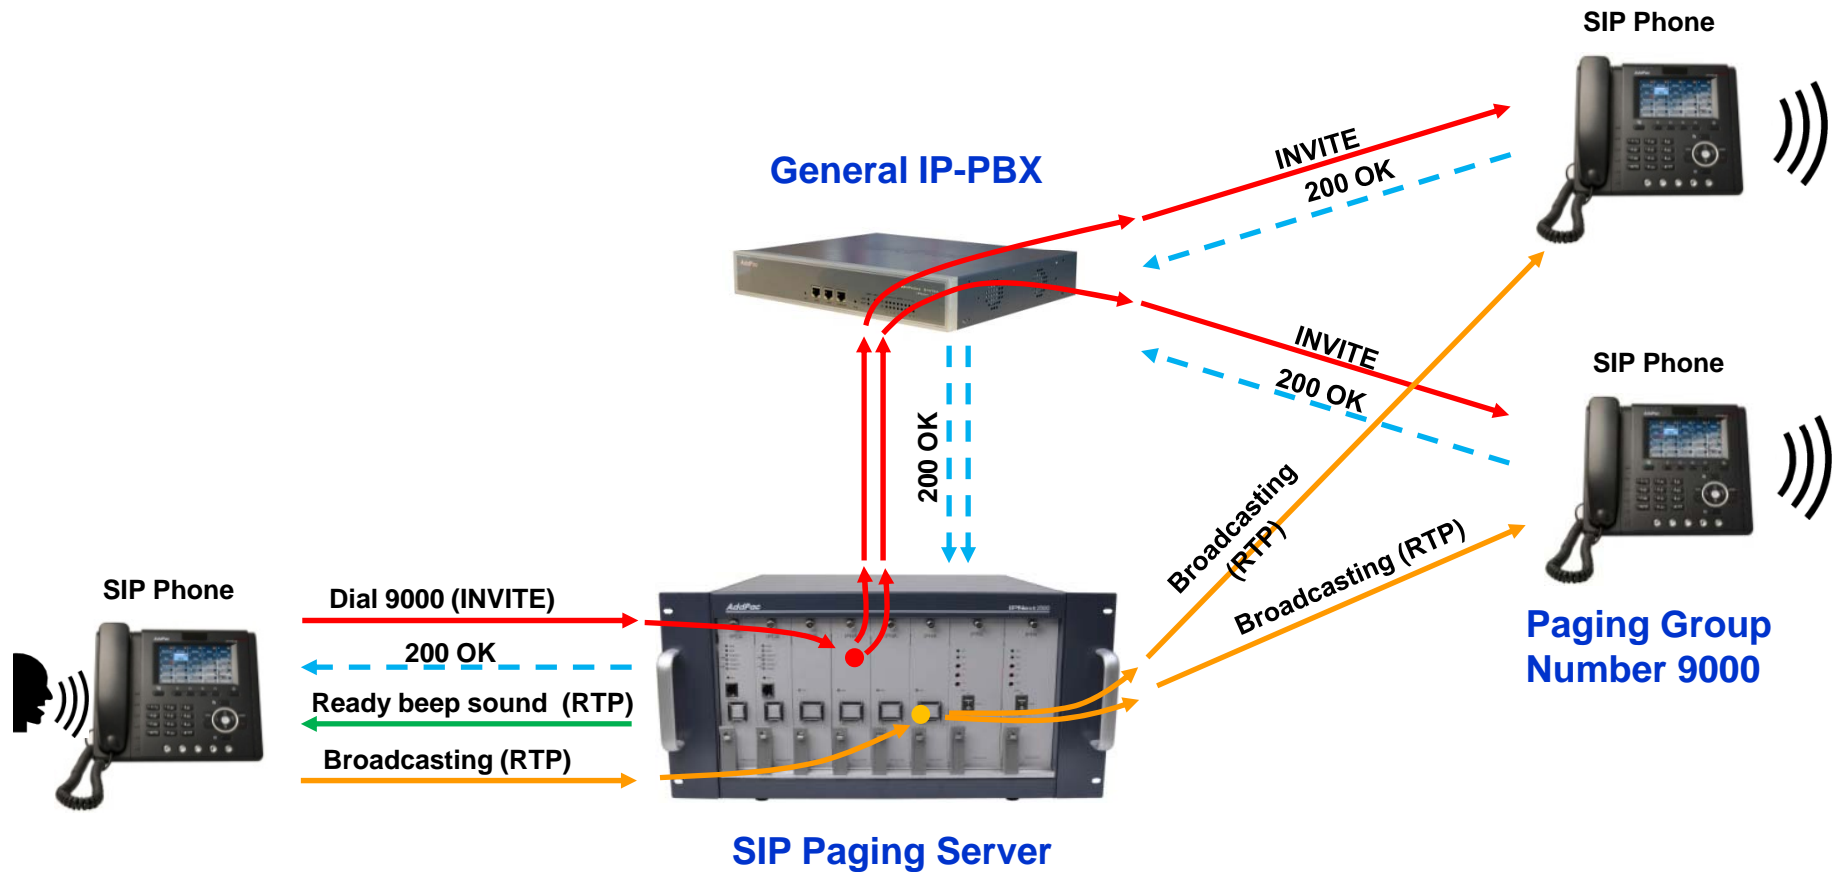 SIP Phone
INVITE
200 OK
General IP-PBX
AddPac
INVITE
200 OK
SIP Phone
200 OK
Broadcasting
(RTP)
Broadcasting (RTP)
SIP Phone
Dial 9000 (INVITE)
200 OK
Ready beep sound (RTP)
Broadcasting (RTP)
AddPac
Paging Group
Number 9000
SIP Paging Server